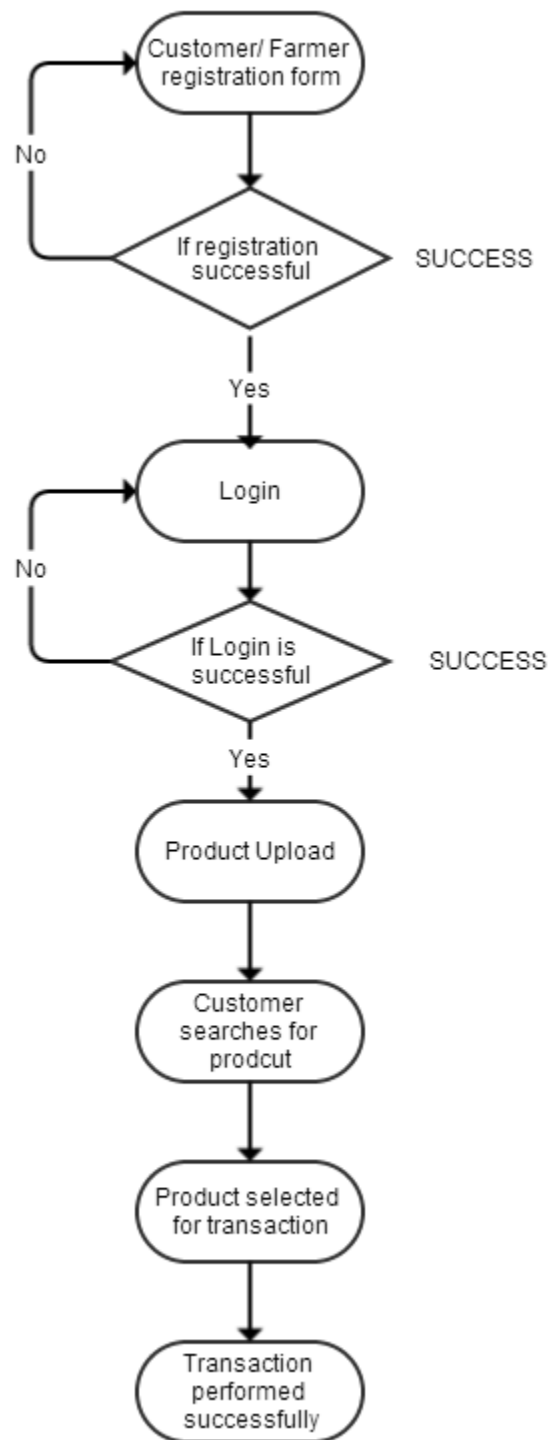 Customer/ Farmer
registration form
No
If registration
successful
SUCCESS
Yes
Login
No
If Login is
successful
SUCCESS
Yes
Product Upload
Customer
searches for
prodcut
Product selected
for transaction
Transaction
performed
successfully